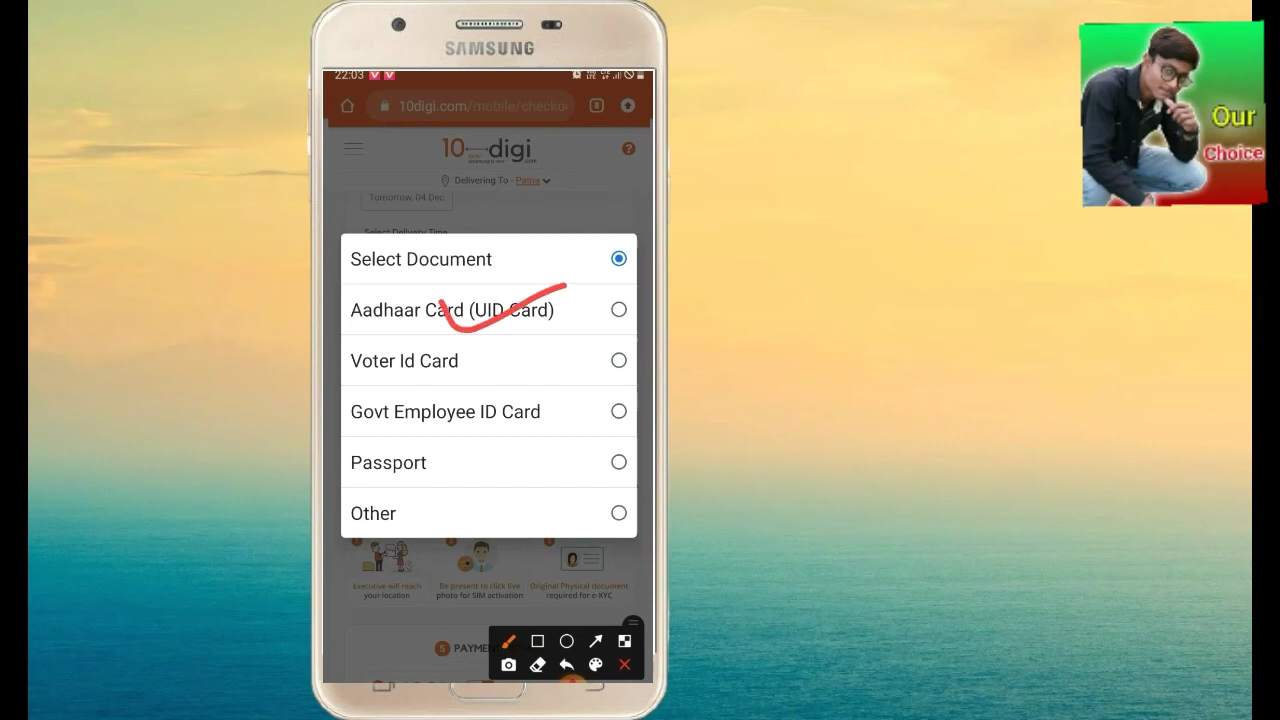 SAMSUNG
22:03
10digi.com/mobile/checko
8
10 digi
?
Delivering To - Patna
Tomorrow, 04 Dec
Select Delivery Time
Select Document
Aadhaar Card (UID Card)
Voter Id Card
Govt Employee ID Card
Passport
Other
Executive will reach
your location
Be present to click live
photo for SIM activation
Original Physical document
required for e-KYC
5 PAYMEN
Our
Choice